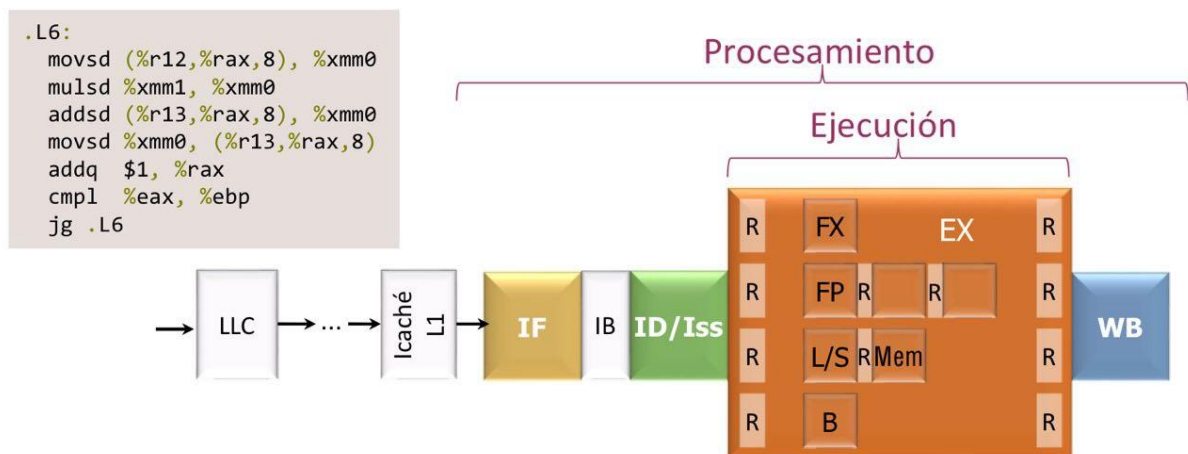 .L6:
movsd (%r12,%rax,8), %xmm0
mulsd %xmm1, %xmm0
addsd (%r13,%rax,8), %xmm0
movsd %xmm0, (%r13,%rax,8)
addq $1, %rax
cmpl %eax, %ebp
jg .L6
Procesamiento
Ejecución
R FX EX R
R FP R R R
LLC ... Icaché L1 IF IB ID/Iss WB
R L/S R Mem R
R B R